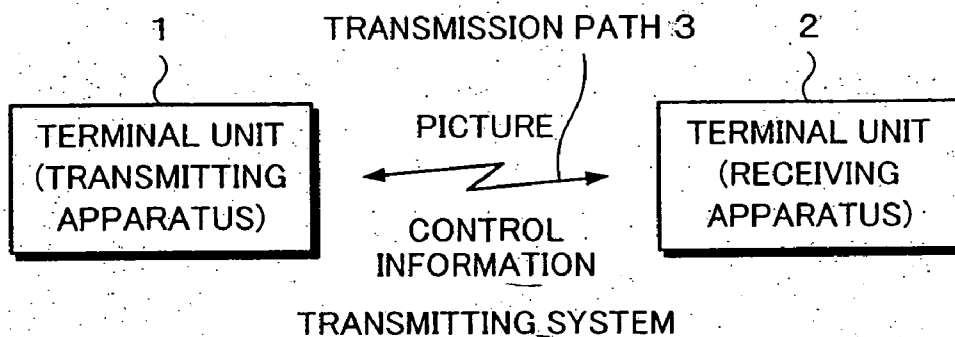 1
TRANSMISSION PATH 3
2
TERMINAL UNIT
(TRANSMITTING
APPARATUS)
PICTURE
CONTROL
INFORMATION
TERMINAL UNIT
(RECEIVING
APPARATUS)
TRANSMITTING SYSTEM